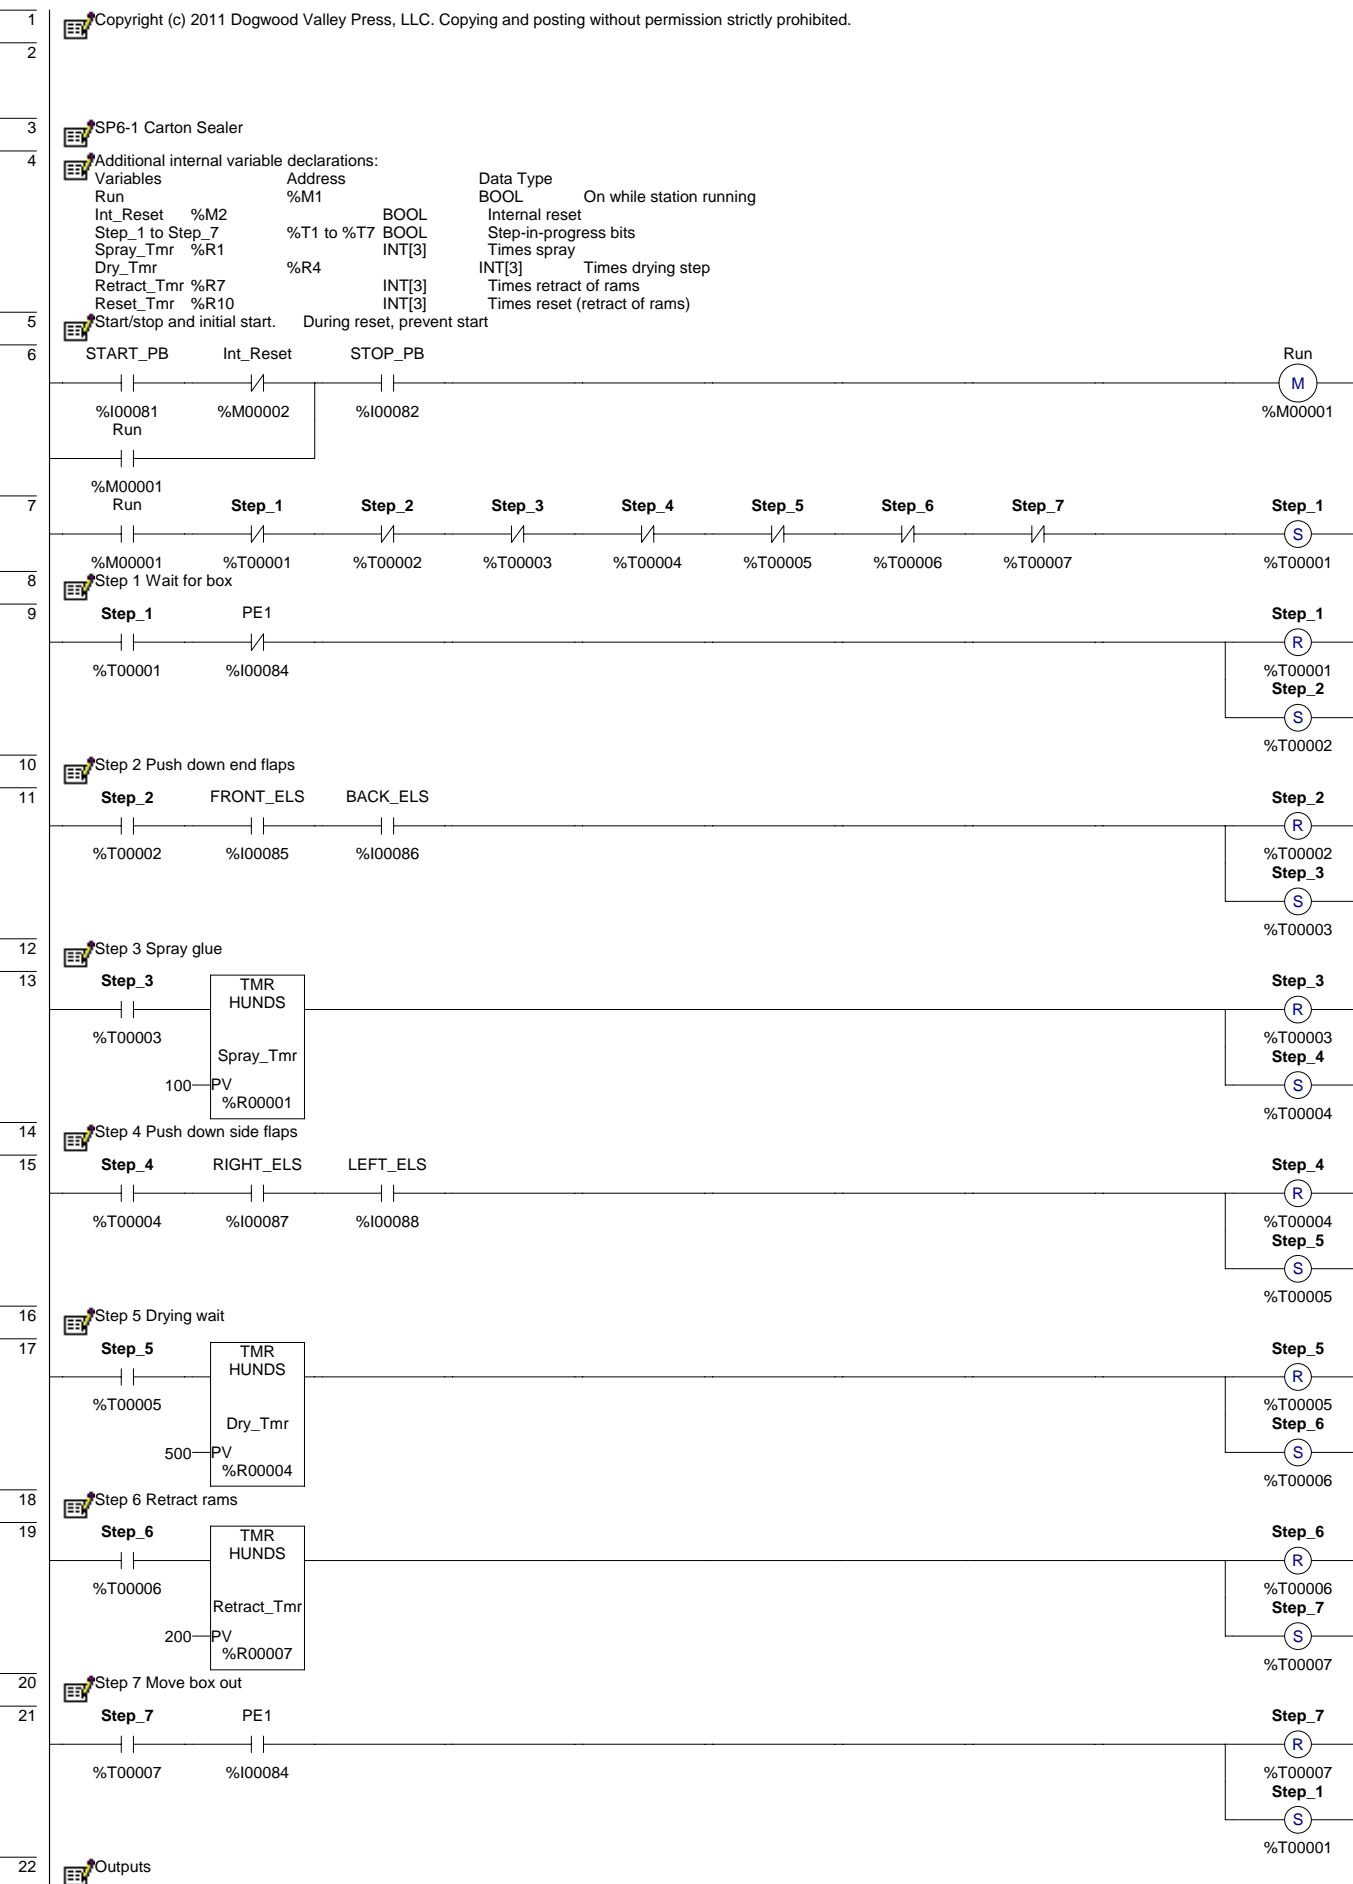 1 Copyright (c) 2011 Dogwood Valley Press, LLC. Copying and posting without permission strictly prohibited.
2
3 SP6-1 Carton Sealer
4 Additional internal variable declarations:
Variables Address Data Type
Run %M1 BOOL On while station running
Int_Reset %M2 BOOL Internal reset
Step_1 to Step_7 %T1 to %T7 BOOL Step-in-progress bits
Spray_Tmr %R1 INT[3] Times spray
Dry_Tmr %R4 INT[3] Times drying step
Retract_Tmr %R7 INT[3] Times retract of rams
Reset_Tmr %R10 INT[3] Times reset (retract of rams)
5 Start/stop and initial start. During reset, prevent start
6 START_PB Int_Reset STOP_PB Run
M
%I00081 %M00002 %I00082 %M00001
Run
%M00001
7 Run Step_1 Step_2 Step_3 Step_4 Step_5 Step_6 Step_7 Step_1
S
%M00001 %T00001 %T00002 %T00003 %T00004 %T00005 %T00006 %T00007 %T00001
8 Step 1 Wait for box
9 Step_1 PE1 Step_1
R
%T00001 %I00084 %T00001
Step_2
S
%T00002
10 Step 2 Push down end flaps
11 Step_2 FRONT_ELS BACK_ELS Step_2
R
%T00002 %I00085 %I00086 %T00002
Step_3
S
%T00003
12 Step 3 Spray glue
13 Step_3 TMR Step_3
HUNDS
R
%T00003 %T00003
Spray_Tmr Step_4
100 PV S
%R00001
%T00004
14 Step 4 Push down side flaps
15 Step_4 RIGHT_ELS LEFT_ELS Step_4
R
%T00004 %I00087 %I00088 %T00004
Step_5
S
%T00005
16 Step 5 Drying wait
17 Step_5 TMR Step_5
HUNDS
R
%T00005 %T00005
Dry_Tmr Step_6
500 PV S
%R00004
%T00006
18 Step 6 Retract rams
19 Step_6 TMR Step_6
HUNDS
R
%T00006 %T00006
Retract_Tmr Step_7
200 PV S
%R00007
%T00007
20 Step 7 Move box out
21 Step_7 PE1 Step_7
R
%T00007 %I00084 %T00007
Step_1
S
%T00001
22 Outputs